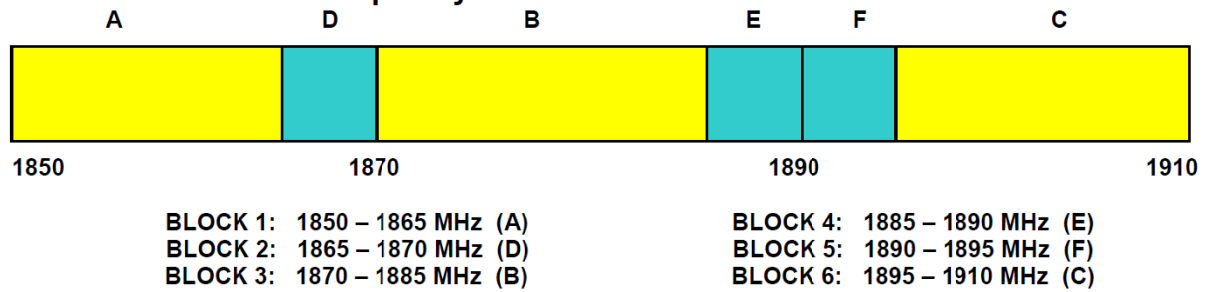 A D B E F C
1850 1870 1890 1910
BLOCK 1: 1850 – 1865 MHz (A) BLOCK 4: 1885 – 1890 MHz (E)
BLOCK 2: 1865 – 1870 MHz (D) BLOCK 5: 1890 – 1895 MHz (F)
BLOCK 3: 1870 – 1885 MHz (B) BLOCK 6: 1895 – 1910 MHz (C)